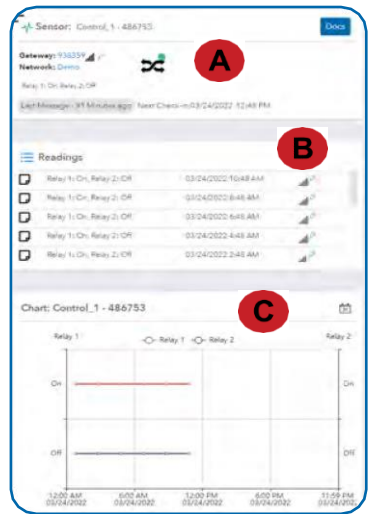 Sensor: Control_1 - 486753
Docs
Gateway: 938359
Network: Demo
A
Relay 1: On, Relay 2: Off
Last Message - 91 Minutes ago Next Check-in: 03/24/2022 12:48 PM
B
Readings
Relay 1: On, Relay 2: Off 03/24/2022 10:48 AM
Relay 1: On, Relay 2: Off 03/24/2022 8:48 AM
Relay 1: On, Relay 2: Off 03/24/2022 6:48 AM
Relay 1: On, Relay 2: Off 03/24/2022 4:48 AM
Relay 1: On, Relay 2: Off 03/24/2022 2:48 AM
Chart: Control_1 - 486753
C
Relay 1 Relay 1 Relay 2 Relay 2
On On
Off Off
12:00 AM 6:00 AM 12:00 PM 6:00 PM 11:59 PM
03/24/2022 03/24/2022 03/24/2022 03/24/2022 03/24/2022